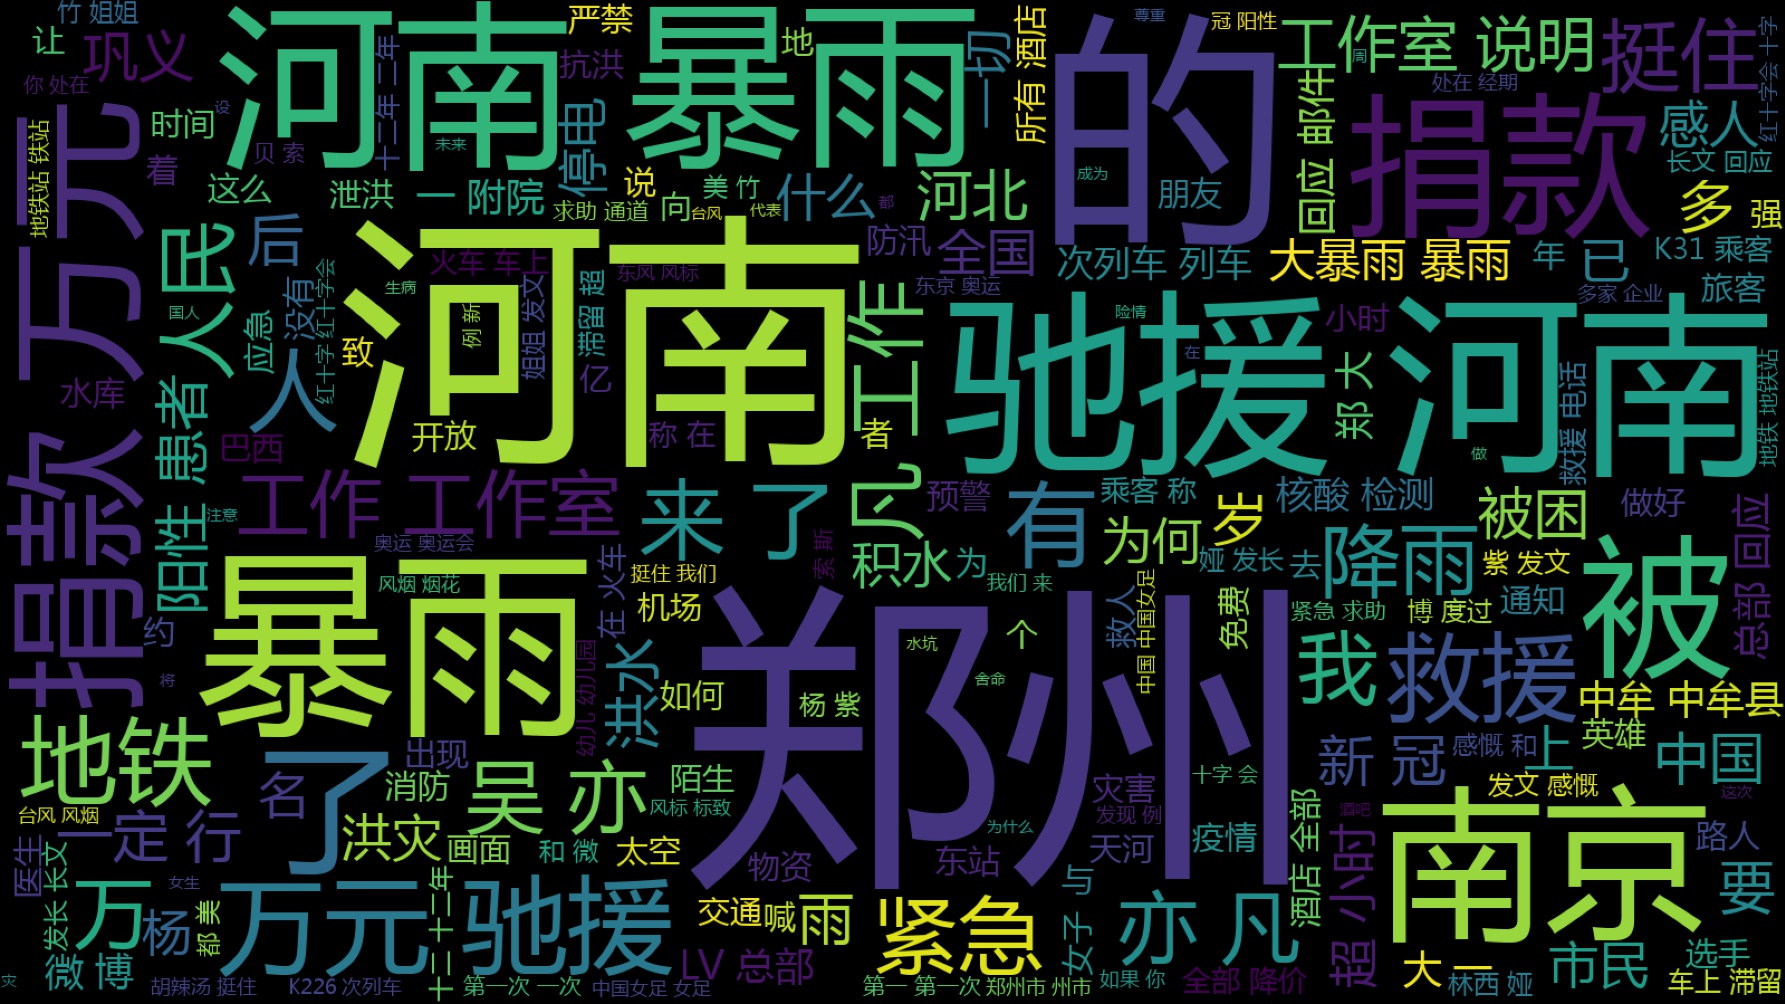 竹 姐姐
严禁
尊重
冠 阳性
让
巩义
河南 暴雨
地
一切
所有 酒店
的
工作室 说明
挺住
红十字会 十字
你 处在
设
十二年 二年
抗洪
周
处在 经期
回应 邮件
捐款
感人
长文 回应
地铁站 铁站
时间
着
贝 索
未来
停电
这么
泄洪
一 附院
说
美 竹
什么
河北
成为
朋友
多
强
求助 通道
向
台风
代表
都
捐款 万元
人民
后
火车 车上
东风 风标
河南
防汛
全国
次列车 列车
大暴雨 暴雨
年
已
K31 乘客
旅客
东京 奥运
多家 企业
应急
没有
红十字 红十字会
生病
国人
例 新
姐姐 发文
滞留 超
工作
驰援 河南
险情
小时
在
郑 大
救援 电话
地铁 地铁站
致
人
亿
水库
阳性 患者
开放
称 在
者
做
巴西
工作 工作室
来 了
凡
预警
有
乘客 称
岁
核酸 检测
被困
做好
总部 回应
注意
奥运 奥运会
索 斯
积水
为
为何
娅 发长
去
降雨
紫 发文
被
暴雨
风烟 烟花
在 火车
挺住 我们
机场
我们 来
救人
中国 中国女足
免费
紧急 求助
博 度过
通知
约
将
幼儿 幼儿园
洪水
如何
杨 紫
郑州
水坑
个
舍命
我
救援
中牟 中牟县
地铁
了
出现
消防
吴 亦
陌生
风标 标致
灾害
十字 会
新 冠
感慨 和
上
英雄
中国
发文 感慨
这次
台风 风烟
一定 行
名
洪灾
画面
和 微
太空
物资
为什么
东站
发现 例
天河
疫情
酒店 全部
超 小时
酒吧
南京
路人
医生
发长 长文
女生
万
杨
都 美
万元 驰援
十二 十二年
交通
喊
雨
紧急
女子 与
亦 凡
要
微 博
LV 总部
大 一
市民
选手
灾
胡辣汤 挺住
K226 次列车
第一次 一次
中国女足 女足
第一 第一次
郑州市 州市
如果 你
全部 降价
林西 娅
车上 滞留